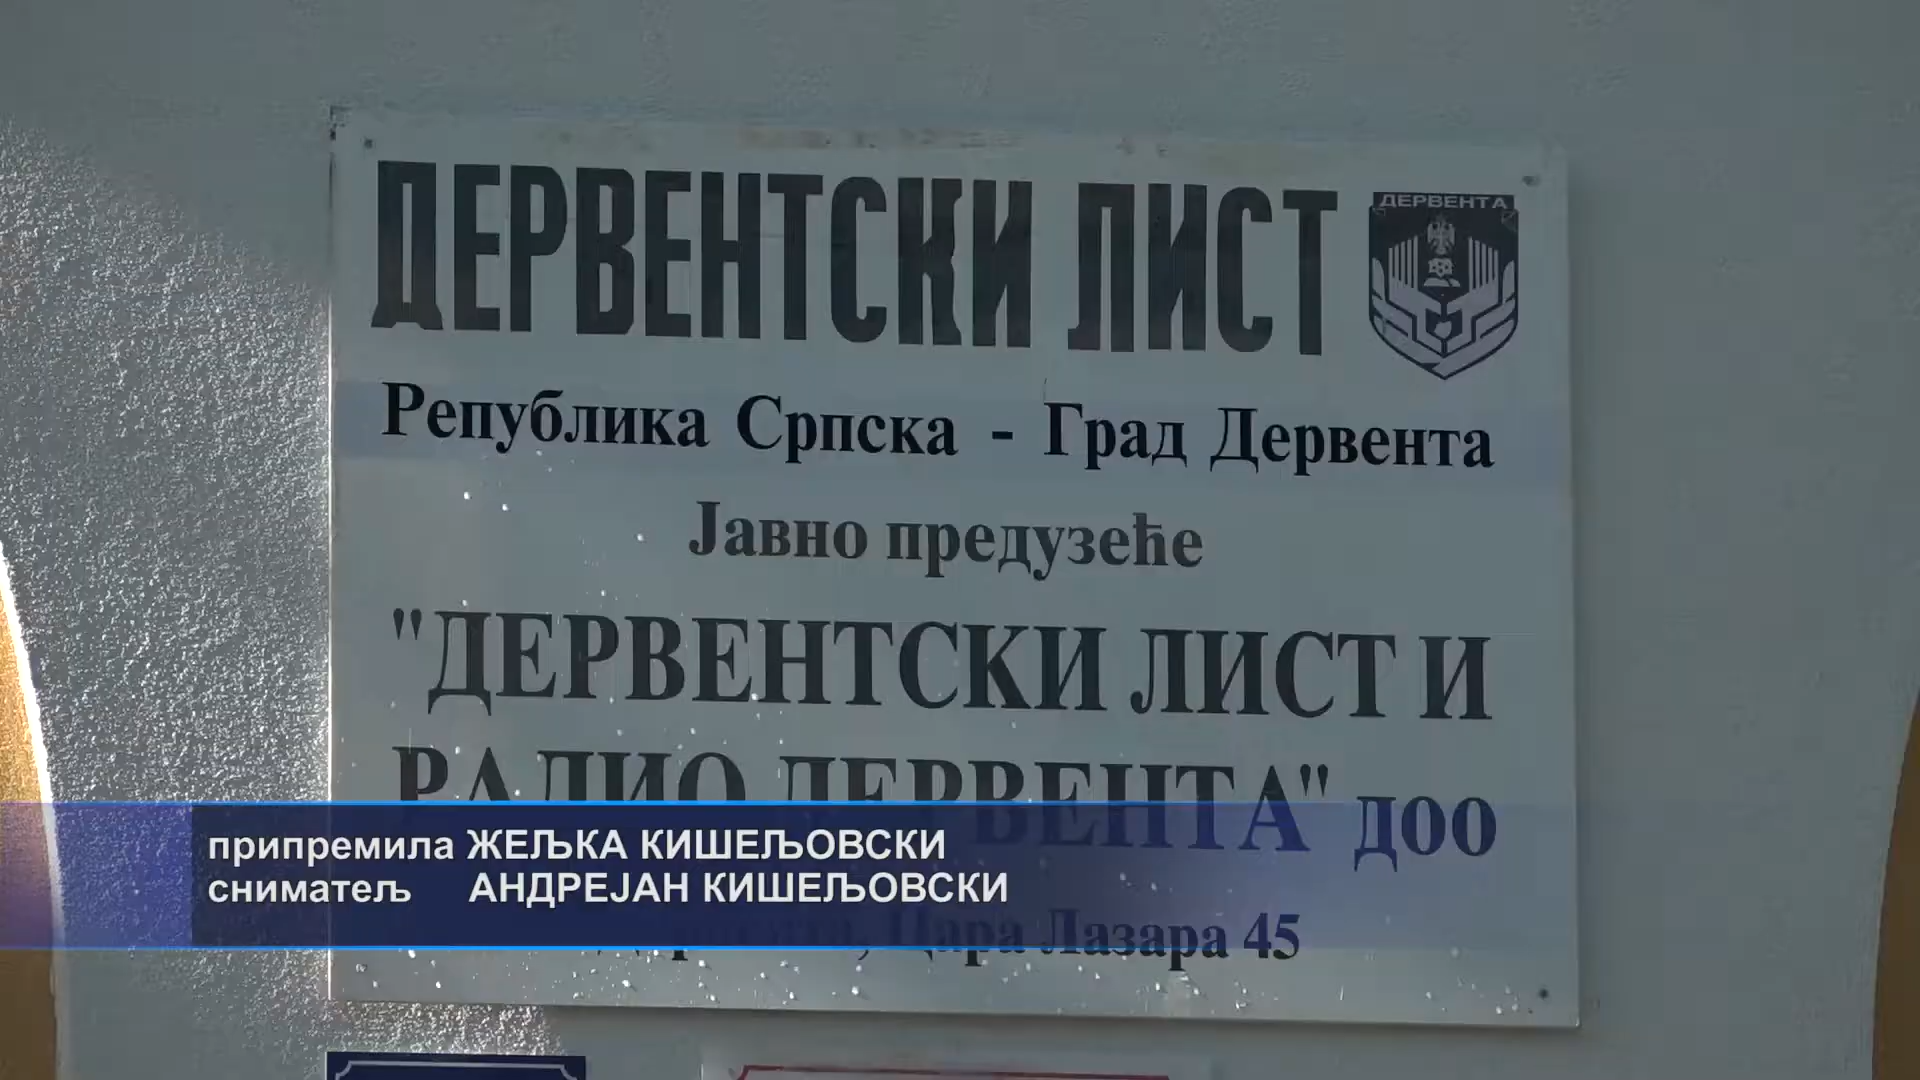 ДЕРВЕНТСКИ ЛИСТ
ДЕРВЕНТА
Република Српска - Град Дервента
Јавно предузеће
"ДЕРВЕНТСКИ ЛИСТ И
РАДИО ДЕРВЕНТА" доо
припремила ЖЕЉКА КИШЕЉОВСКИ
сниматељ АНДРЕЈАН КИШЕЉОВСКИ
Дервента, Цара Лазара 45